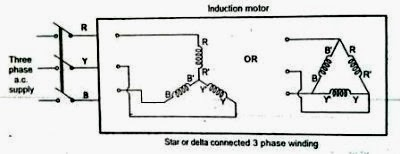 Induction motor
Three
phase
a.c.
supply
R
Y
B
R
R'
B'
B
Y'
Y
OR
B'
R
B
R'
Y'
Y
Star or delta connected 3 phase winding